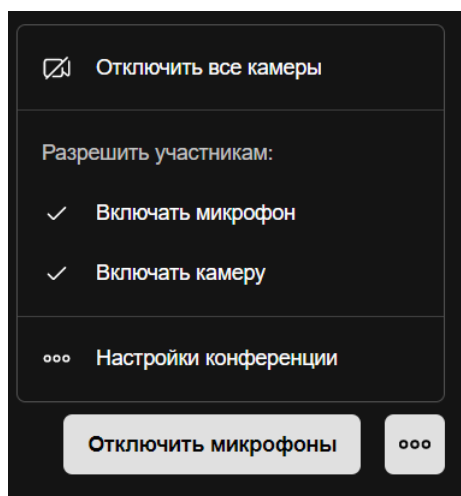 Отключить все камеры
Разрешить участникам:
Включать микрофон
Включать камеру
Настройки конференции
Отключить микрофоны